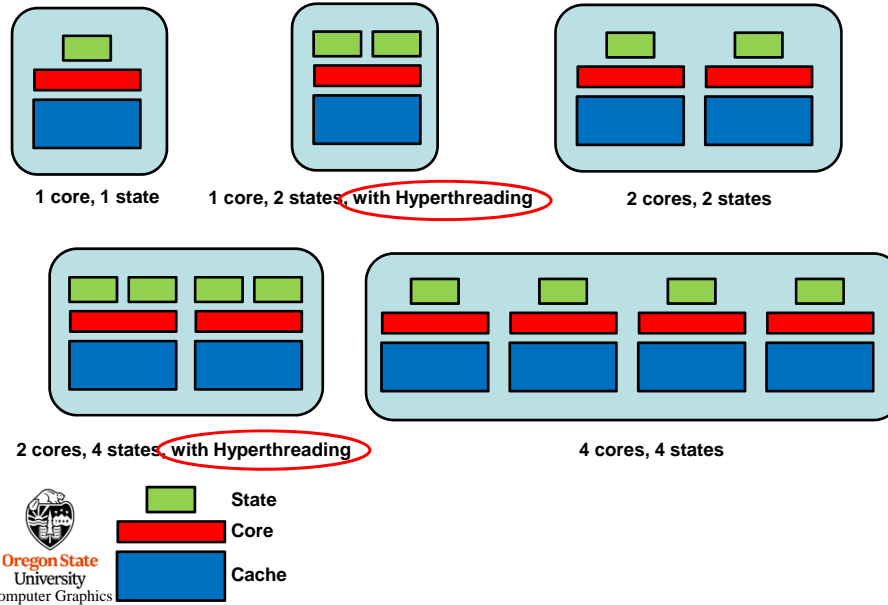 1 core, 1 state
1 core, 2 states, with Hyperthreading
2 cores, 2 states
2 cores, 4 states, with Hyperthreading
4 cores, 4 states
State
Core
Cache
Oregon State
University
omputer Graphics